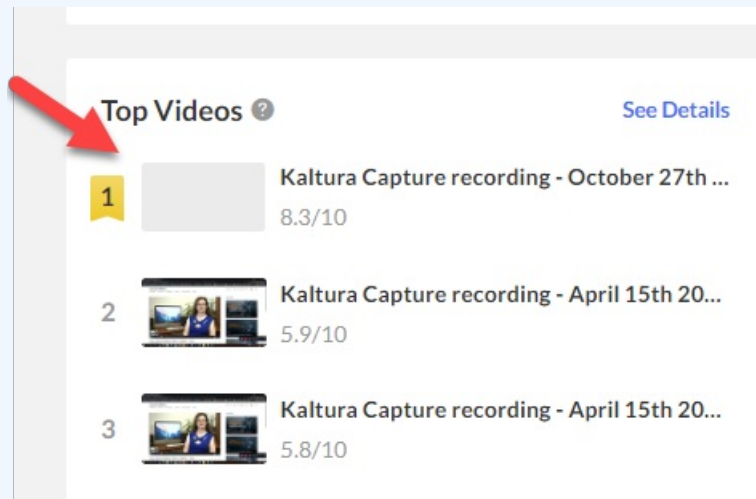 Top Videos ?
See Details
1
Kaltura Capture recording - October 27th ...
8.3/10
2
Kaltura Capture recording - April 15th 20...
5.9/10
3
Kaltura Capture recording - April 15th 20...
5.8/10